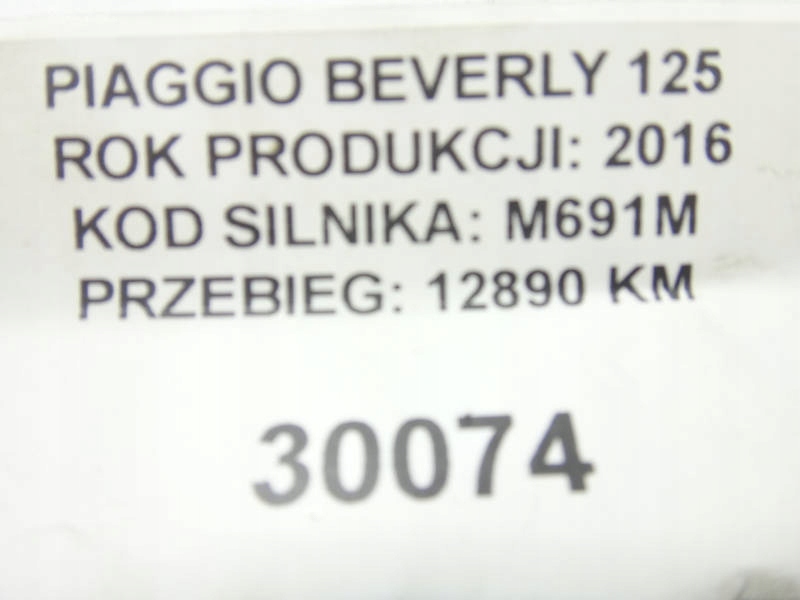 PIAGGIO BEVERLY 125
ROK PRODUKCJI: 2016
KOD SILNIKA: M691M
PRZEBIEG: 12890 KM
30074